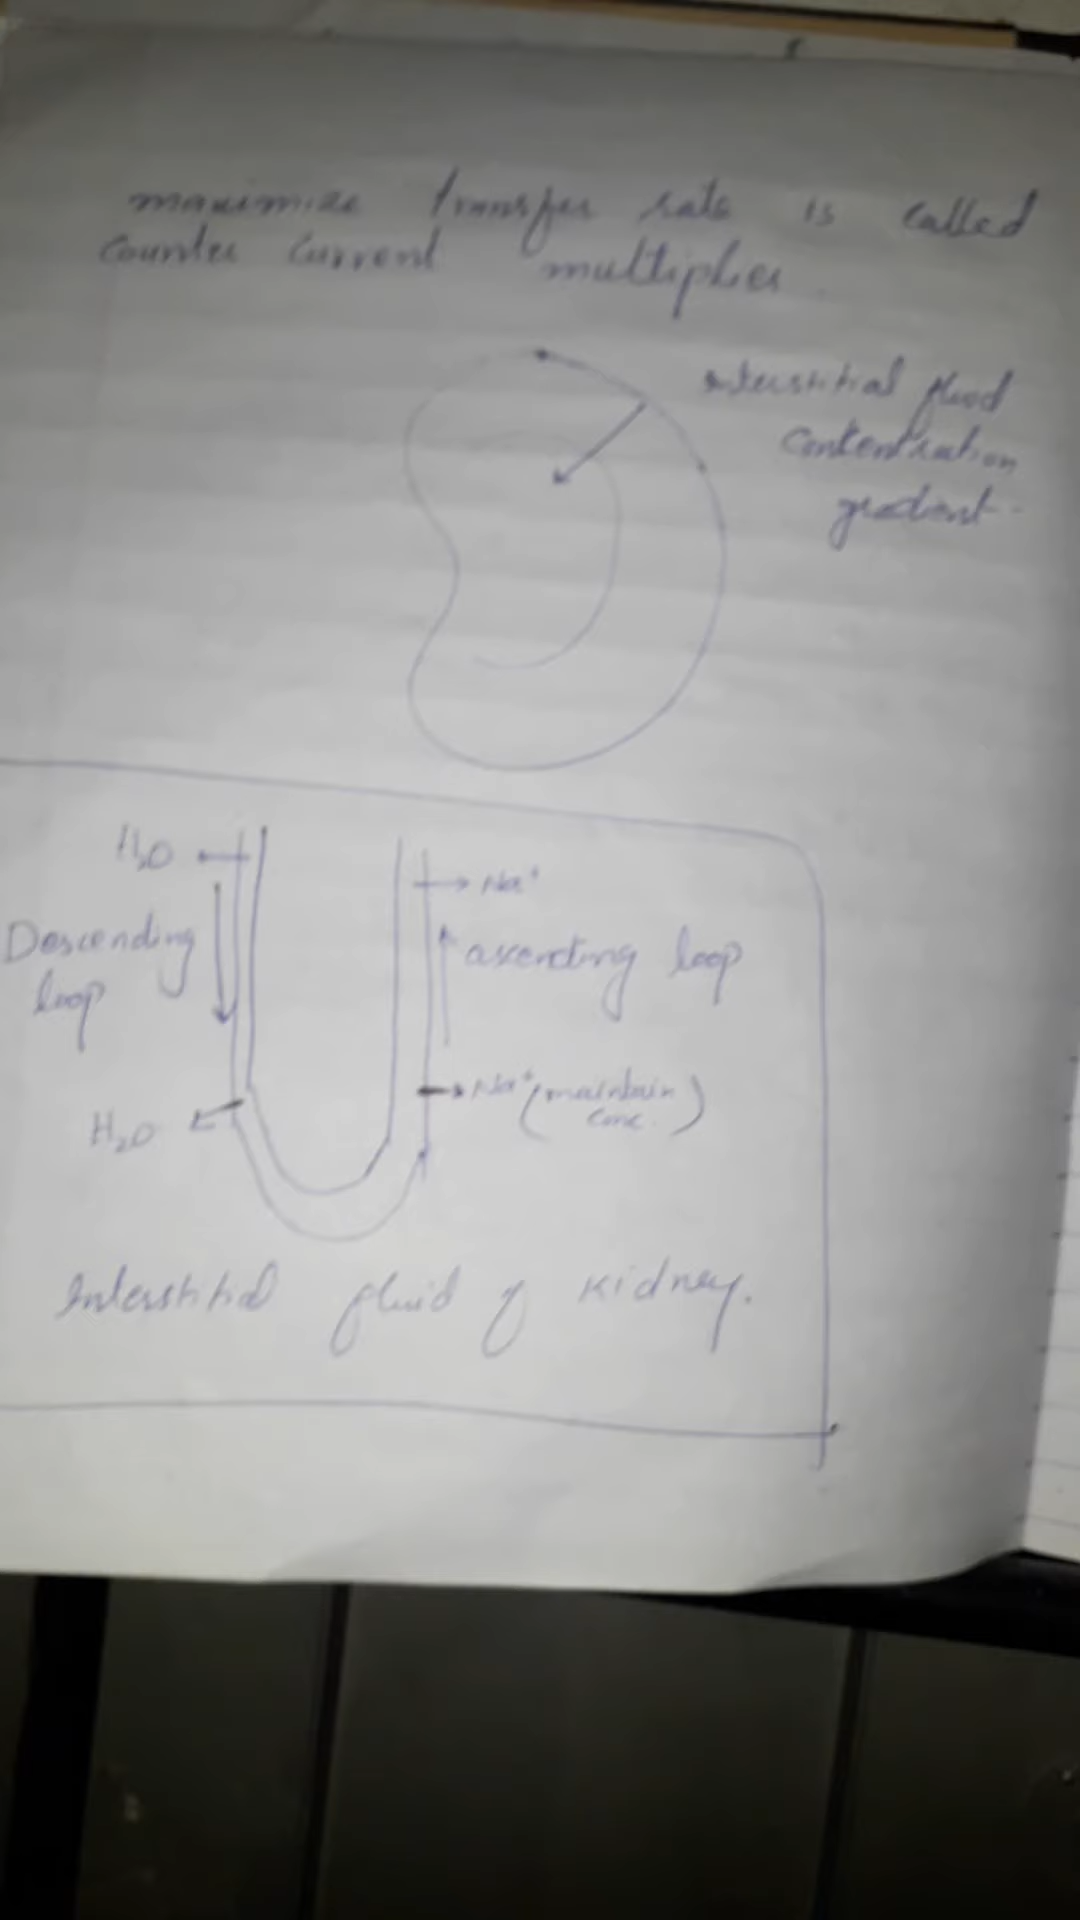 maximize transfer rate is called
counter current multiplier.
interstitial fluid
concentration
gradient.
H₂O
Na⁺
Descending
loop
ascending loop
Na⁺ (maintain
conc.)
H₂O
Interstitial fluid of kidney.